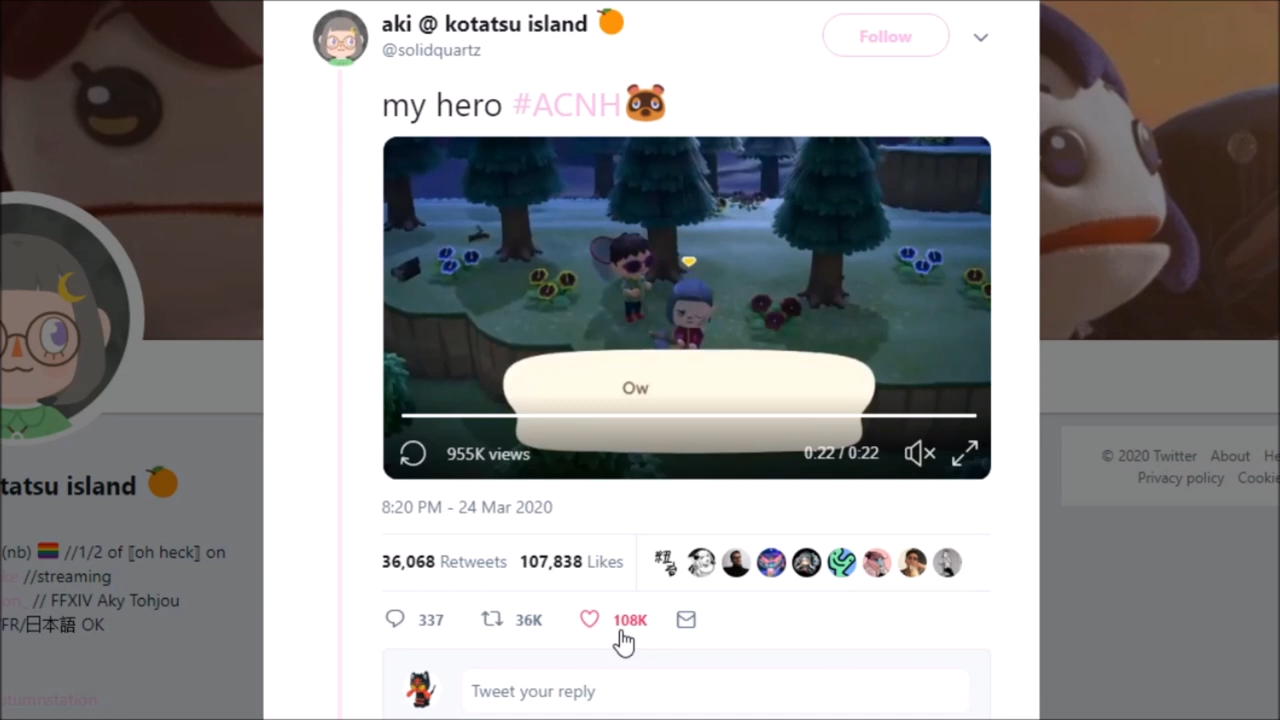 aki @ kotatsu island 🍊
@solidquartz
Follow
my hero #ACNH
Ow
955K views
0:22 / 0:22
8:20 PM - 24 Mar 2020
36,068 Retweets 107,838 Likes
337 36K 108K
Tweet your reply
tatsu island 🍊
(nb) 🏳️‍🌈 //1/2 of ⟦oh heck⟧ on
//streaming
// FFXIV Aky Tohjou
FR/日本語 OK
© 2020 Twitter About
Privacy policy